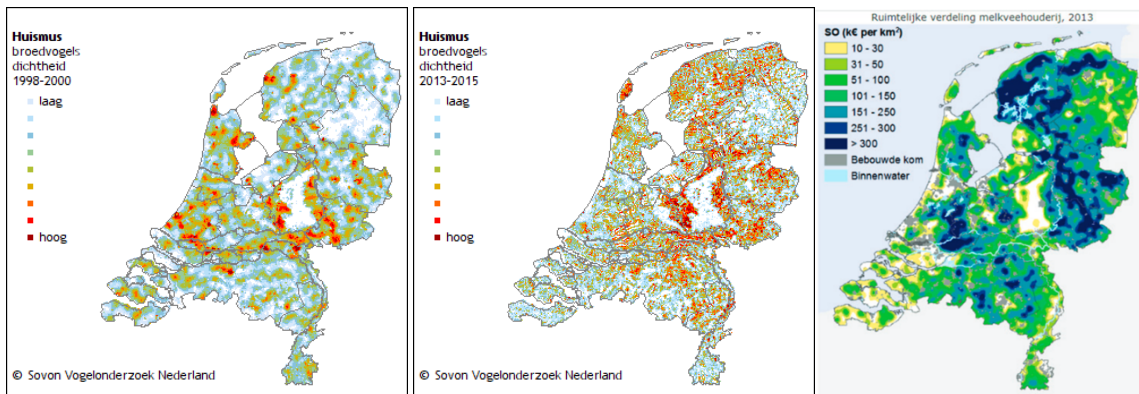 Huismus
broedvogels
dichtheid
1998-2000
laag
hoog
© Sovon Vogelonderzoek Nederland
Huismus
broedvogels
dichtheid
2013-2015
laag
hoog
© Sovon Vogelonderzoek Nederland
Ruimtelijke verdeling melkveehouderij, 2013
SO (k€ per km²)
10 - 30
31 - 50
51 - 100
101 - 150
151 - 250
251 - 300
> 300
Bebouwde kom
Binnenwater